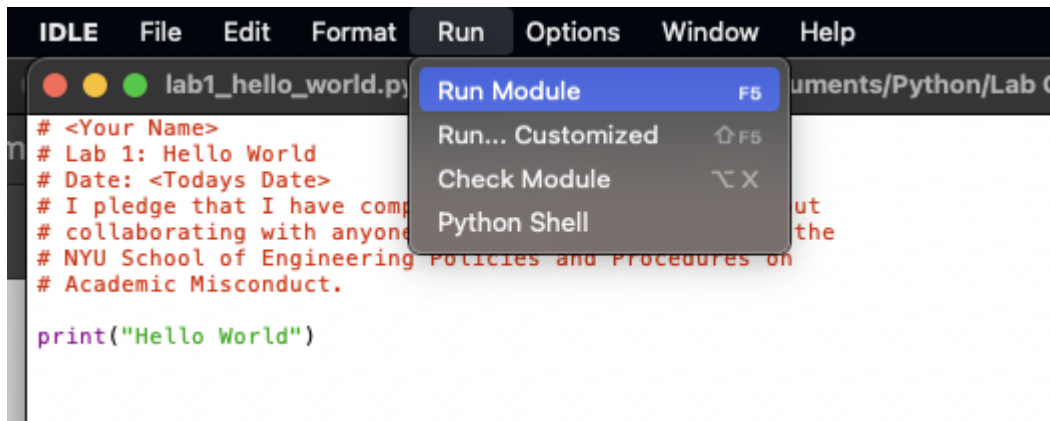 IDLE File Edit Format Run Options Window Help
lab1_hello_world.py uments/Python/Lab
Run Module F5
Run... Customized ⇧F5
Check Module ⌥X
Python Shell
# <Your Name>
# Lab 1: Hello World
# Date: <Todays Date>
# I pledge that I have comp ut
# collaborating with anyone the
# NYU School of Engineering Policies and Procedures on
# Academic Misconduct.
print("Hello World")